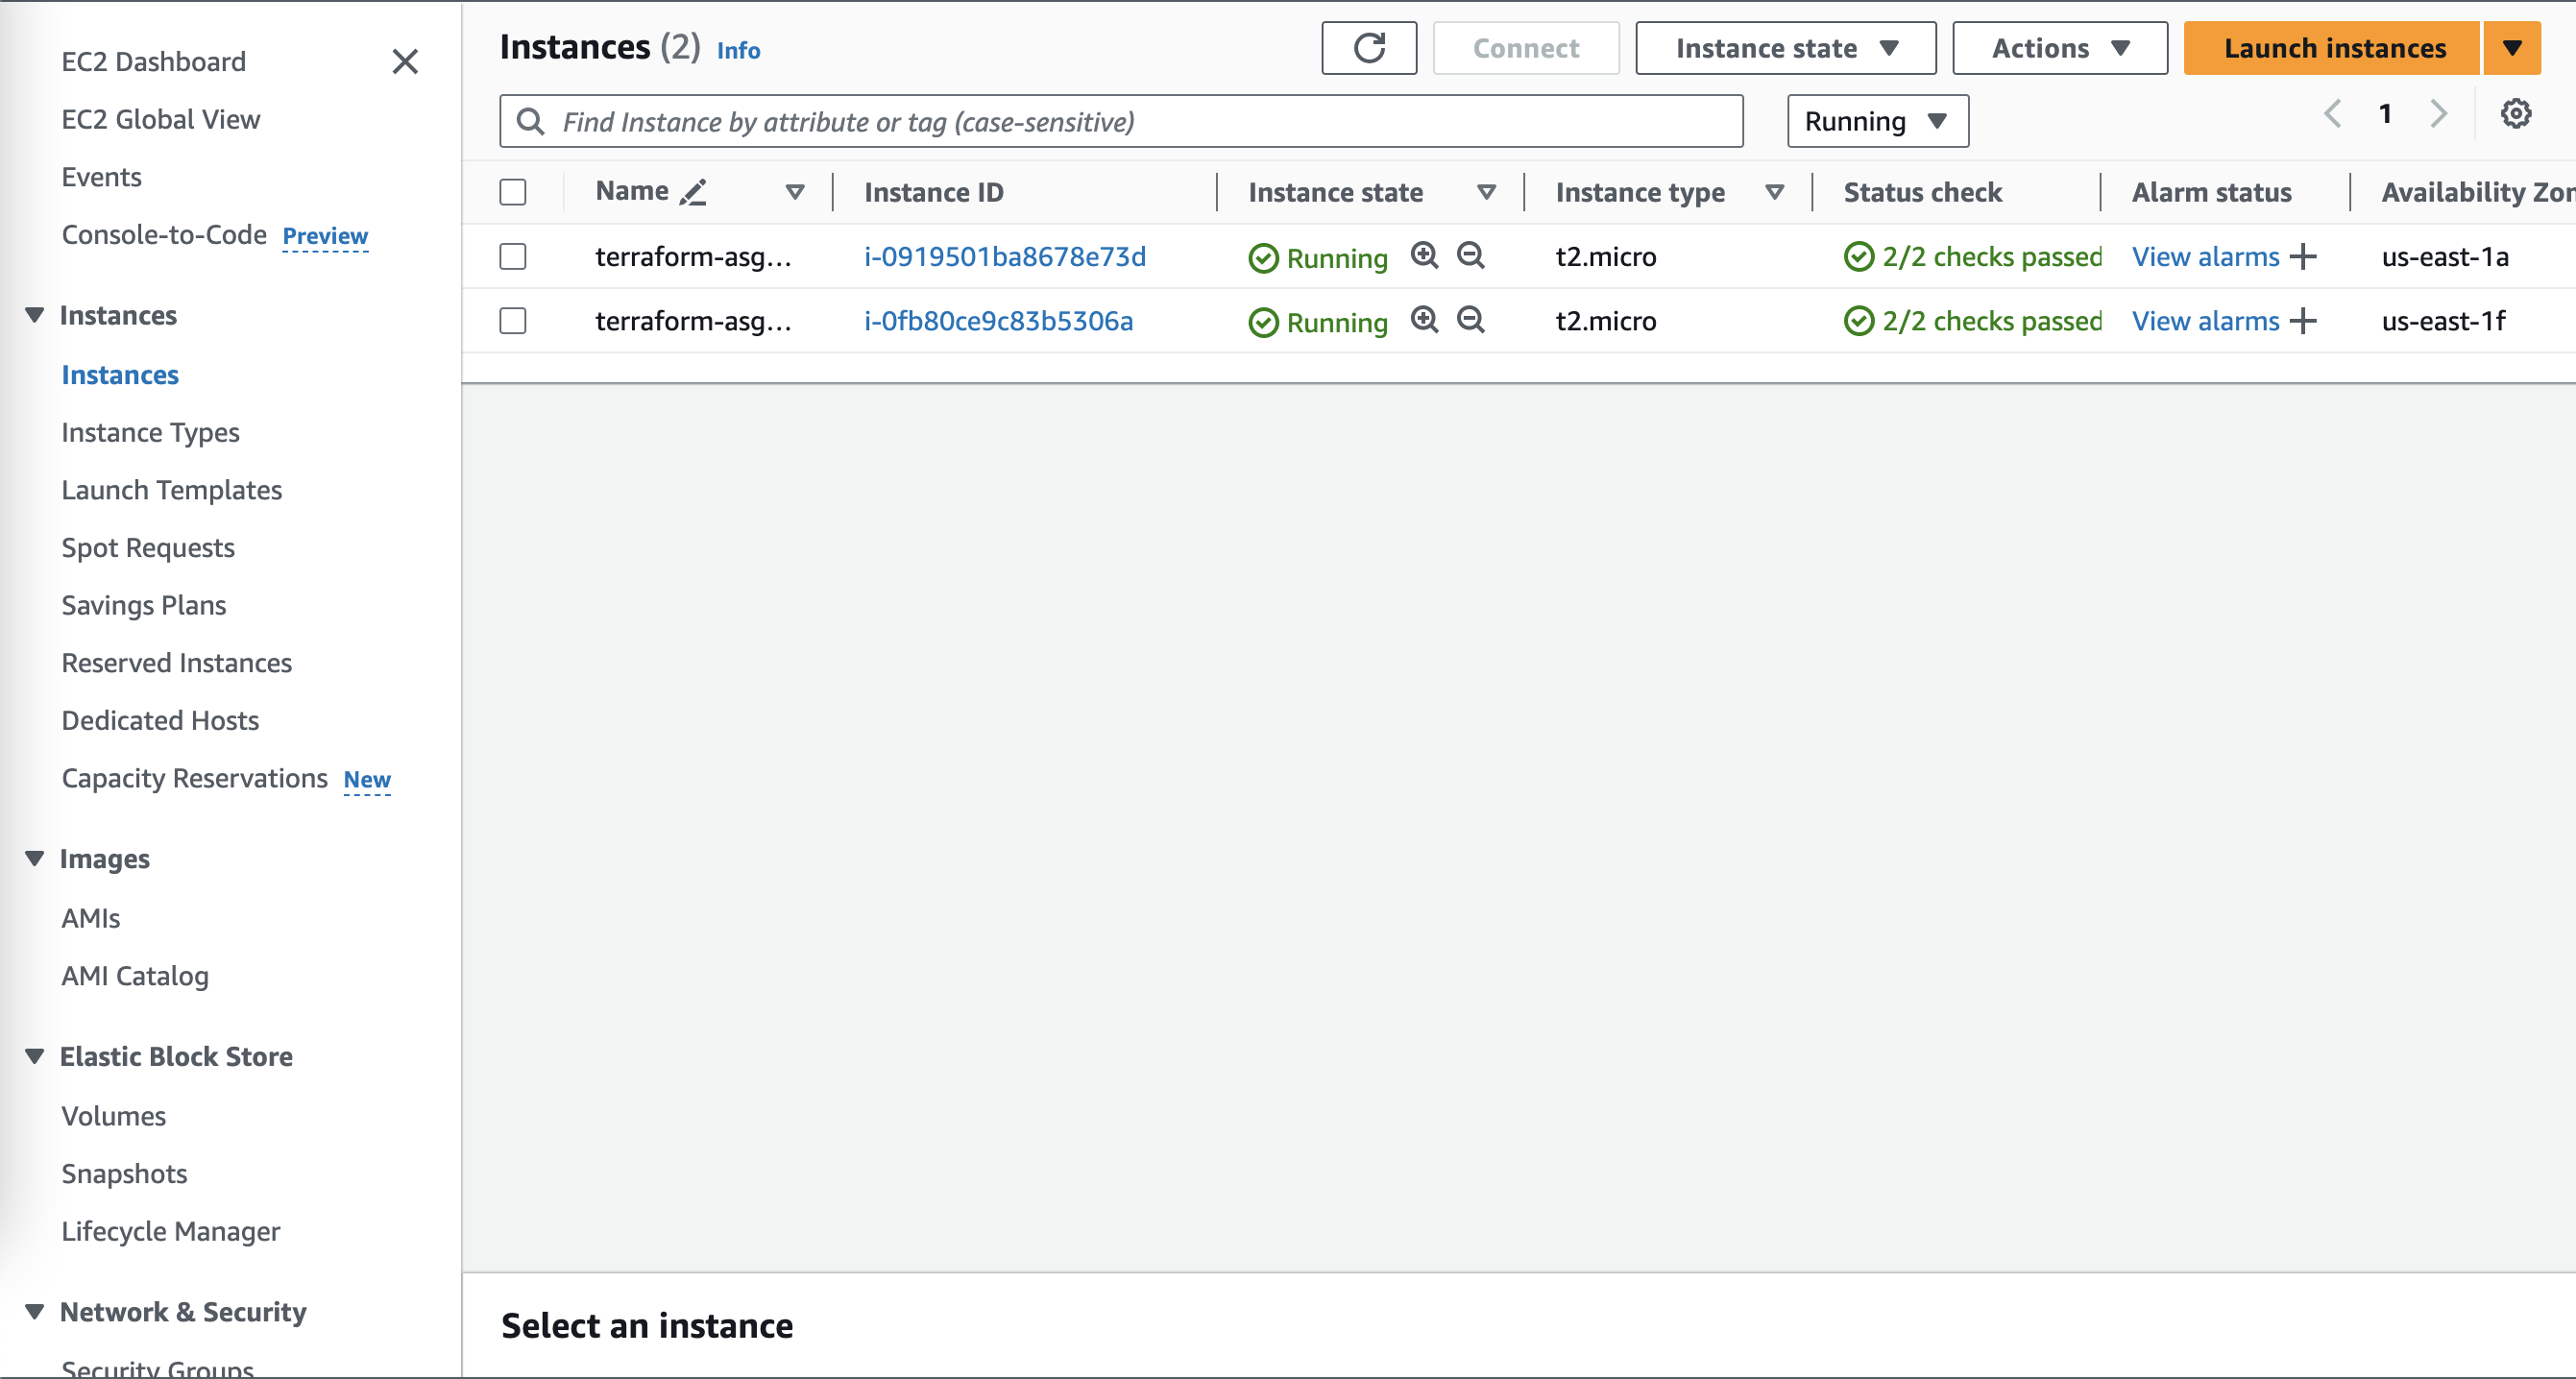 EC2 Dashboard
EC2 Global View
Events
Console-to-Code Preview
Instances
Instances
Instance Types
Launch Templates
Spot Requests
Savings Plans
Reserved Instances
Dedicated Hosts
Capacity Reservations New
Images
AMIs
AMI Catalog
Elastic Block Store
Volumes
Snapshots
Lifecycle Manager
Network & Security
Security Groups
Instances (2) Info
Connect Instance state Actions Launch instances
Find Instance by attribute or tag (case-sensitive) Running 1
Name Instance ID Instance state Instance type Status check Alarm status Availability Zon
terraform-asg... i-0919501ba8678e73d Running t2.micro 2/2 checks passed View alarms us-east-1a
terraform-asg... i-0fb80ce9c83b5306a Running t2.micro 2/2 checks passed View alarms us-east-1f
Select an instance